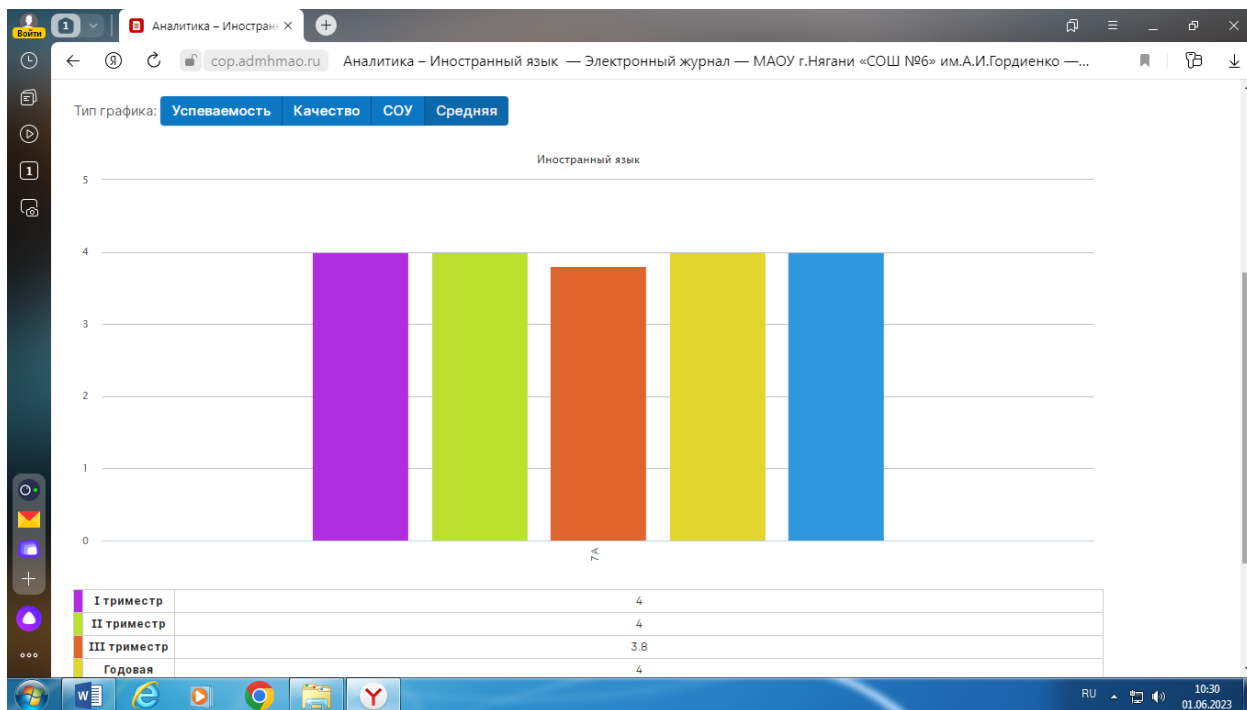 Войти
1
Аналитика – Иностранн
cop.admhmao.ru Аналитика – Иностранный язык — Электронный журнал — МАОУ г.Нягани «СОШ №6» им.А.И.Гордиенко —...
1
Тип графика: Успеваемость Качество СОУ Средняя
Иностранный язык
5
4
3
2
1
0
7А
I триместр 4
II триместр 4
III триместр 3.8
Годовая 4
RU
10:30
01.06.2023